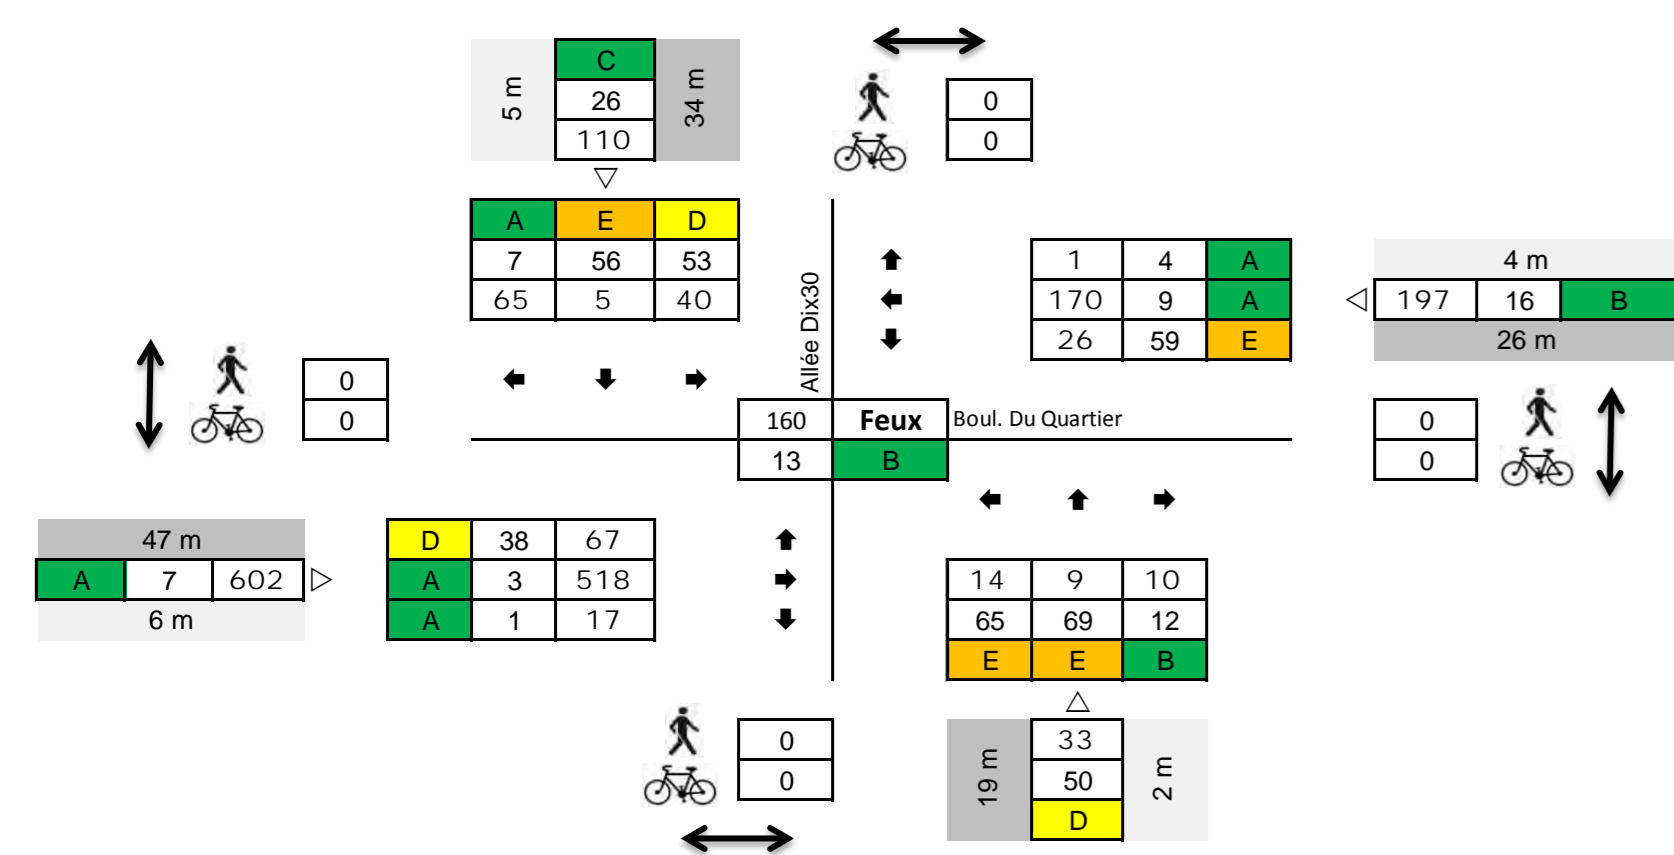 C
5 m 26 34 m
110
0
0
A E D
7 56 53
65 5 40
1 4 A
170 9 A
26 59 E
4 m
197 16 B
26 m
Allée Dix30
0
0
160 Feux Boul. Du Quartier
13 B
0
0
47 m
A 7 602
6 m
D 38 67
A 3 518
A 1 17
14 9 10
65 69 12
E E B
0
0
33
19 m 50 2 m
D